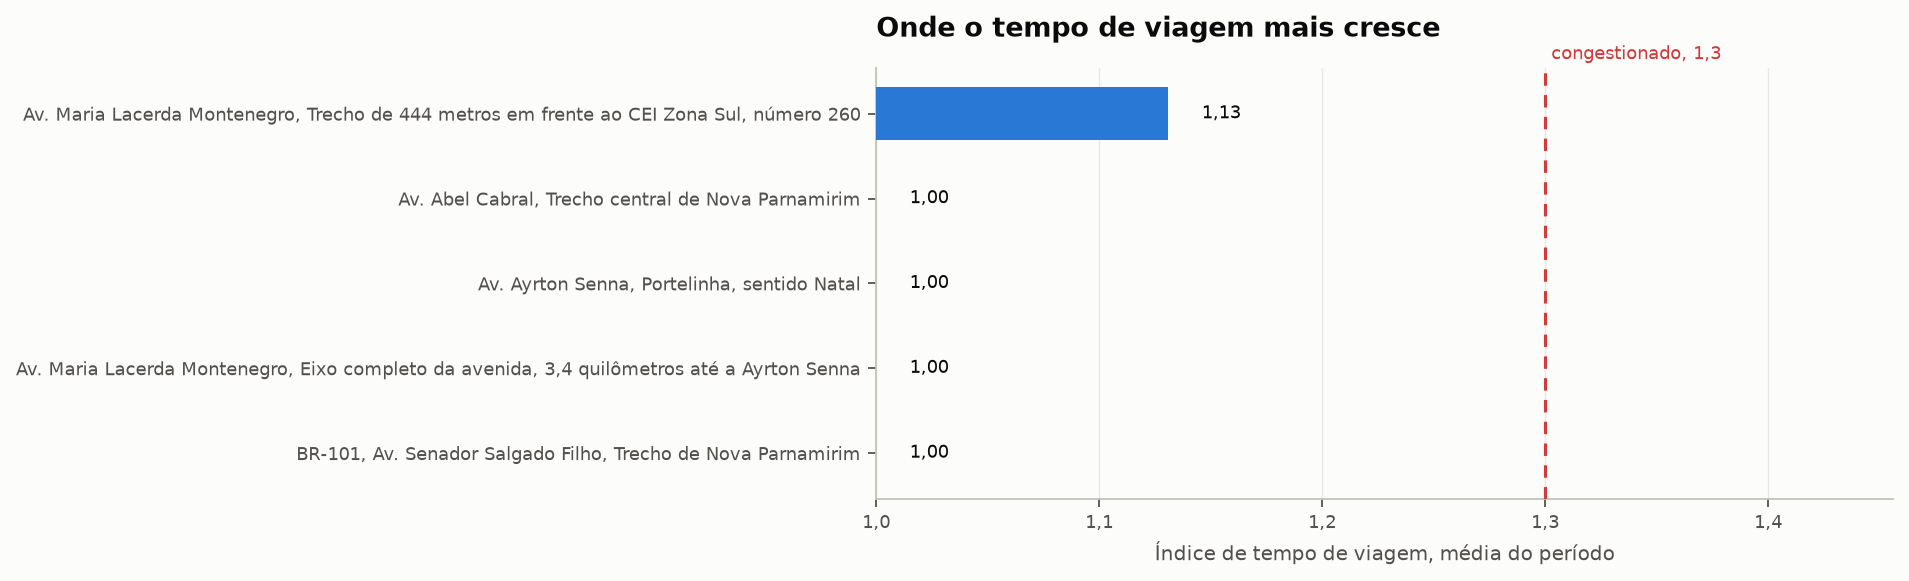 Onde o tempo de viagem mais cresce
congestionado, 1,3
Av. Maria Lacerda Montenegro, Trecho de 444 metros em frente ao CEI Zona Sul, número 260
1,13
Av. Abel Cabral, Trecho central de Nova Parnamirim
1,00
Av. Ayrton Senna, Portelinha, sentido Natal
1,00
Av. Maria Lacerda Montenegro, Eixo completo da avenida, 3,4 quilômetros até a Ayrton Senna
1,00
BR-101, Av. Senador Salgado Filho, Trecho de Nova Parnamirim
1,00
1,0
1,1
1,2
1,3
1,4
Índice de tempo de viagem, média do período